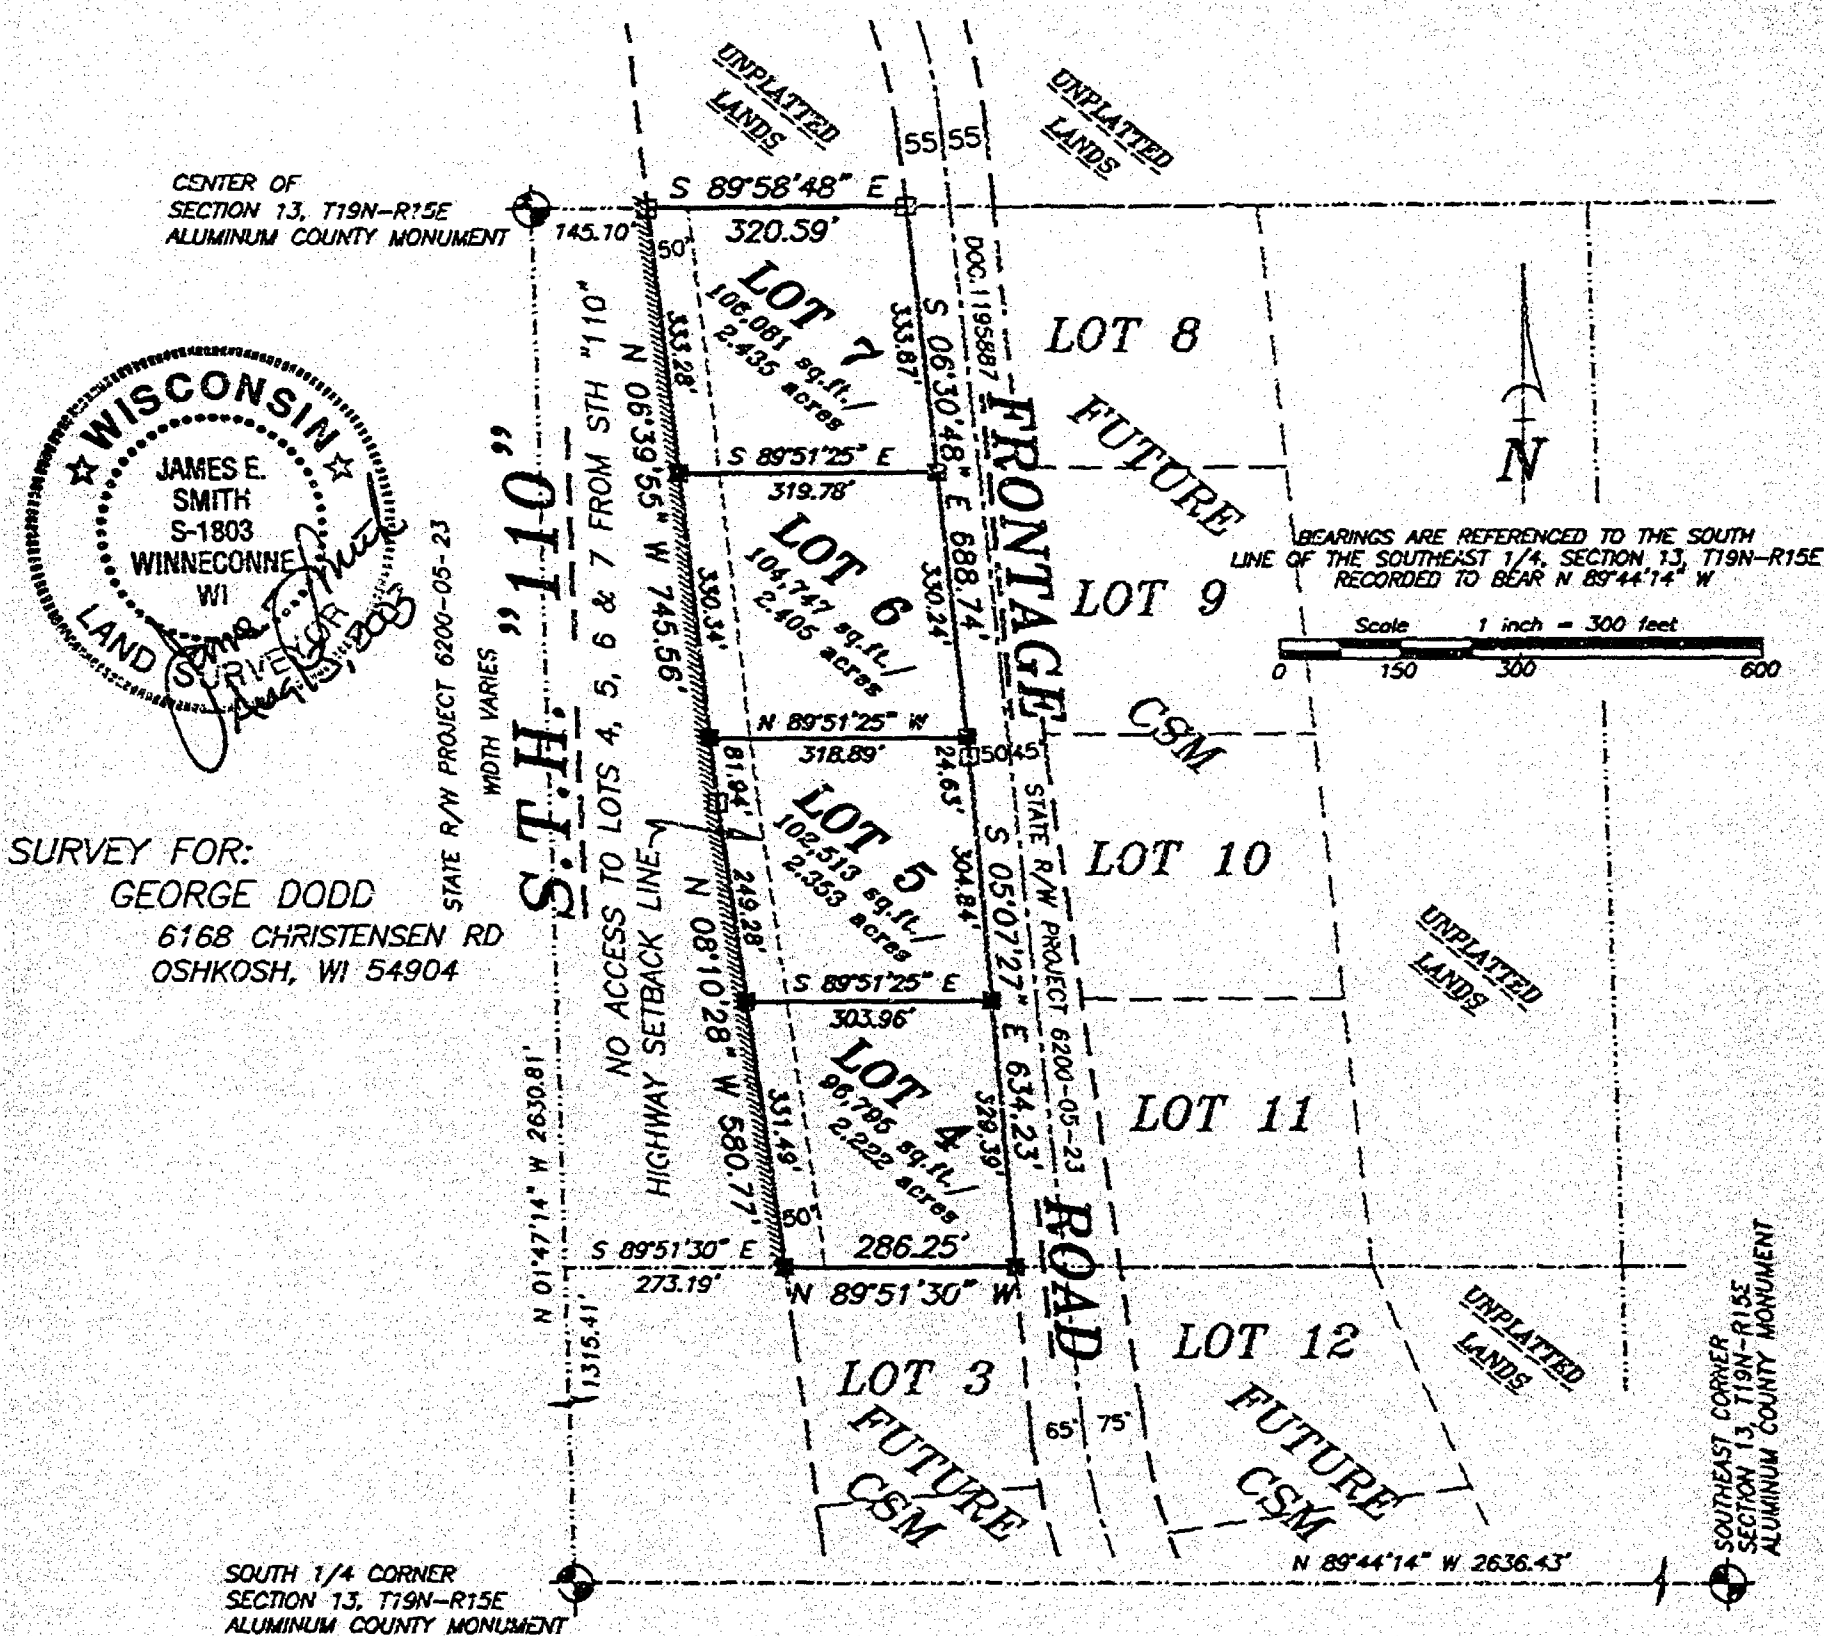 UNPLATTED
LANDS
UNPLATTED
LANDS
55 55
CENTER OF
SECTION 13, T19N-R15E
ALUMINUM COUNTY MONUMENT
S 89°58'48" E
145.10'
320.59'
50'
LOT 7
106,081 sq.ft./
2.435 acres
333.28'
N 06°39'55" W 745.56'
333.87'
S 06°30'48" E 688.74'
DOC.1195887
LOT 8
FUTURE
CSM
N
WISCONSIN
JAMES E.
SMITH
S-1803
WINNECONNE
WI
LAND SURVEYOR
James E Smith
Aug 13, 2003
STATE R/W PROJECT 6200-05-23
WIDTH VARIES
S.T.H. "110"
NO ACCESS TO LOTS 4, 5, 6 & 7 FROM STH "110"
HIGHWAY SETBACK LINE
S 89°51'25" E
319.78'
LOT 6
104,747 sq.ft./
2.405 acres
330.34'
330.24'
FRONTAGE ROAD
LOT 9
BEARINGS ARE REFERENCED TO THE SOUTH
LINE OF THE SOUTHEAST 1/4, SECTION 13, T19N-R15E
RECORDED TO BEAR N 89°44'14" W
Scale 1 inch = 300 feet
0 150 300 600
N 89°51'25" W
318.89'
81.94'
24.63'
50' 45'
LOT 5
102,513 sq.ft./
2.353 acres
249.28'
304.84'
N 08°10'28" W 580.77'
S 05°07'27" E 634.23'
STATE R/W PROJECT 6200-05-23
LOT 10
SURVEY FOR:
GEORGE DODD
6168 CHRISTENSEN RD
OSHKOSH, WI 54904
UNPLATTED
LANDS
S 89°51'25" E
303.96'
LOT 4
96,795 sq.ft./
2.222 acres
331.49'
329.39'
50'
LOT 11
N 01°47'14" W 2630.81'
1315.41'
S 89°51'30" E
273.19'
286.25'
N 89°51'30" W
LOT 3
FUTURE
CSM
65' 75'
LOT 12
FUTURE
CSM
UNPLATTED
LANDS
SOUTHEAST CORNER
SECTION 13, T19N-R15E
ALUMINUM COUNTY MONUMENT
N 89°44'14" W 2636.43'
SOUTH 1/4 CORNER
SECTION 13, T19N-R15E
ALUMINUM COUNTY MONUMENT